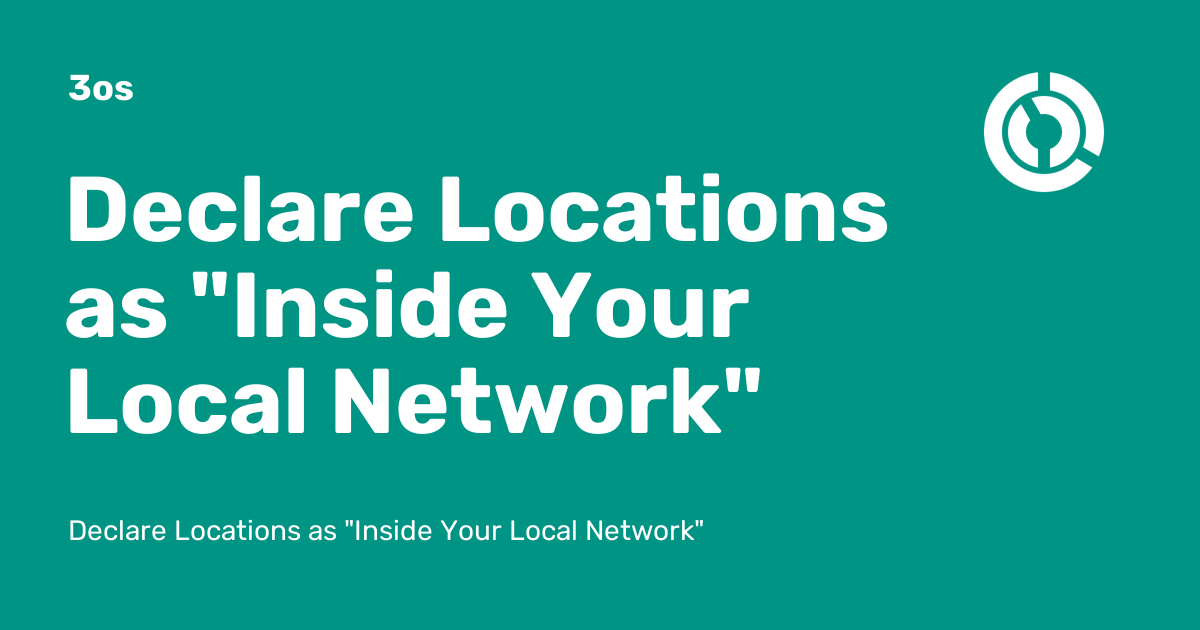 3os
Declare Locations
as "Inside Your
Local Network"
Declare Locations as "Inside Your Local Network"